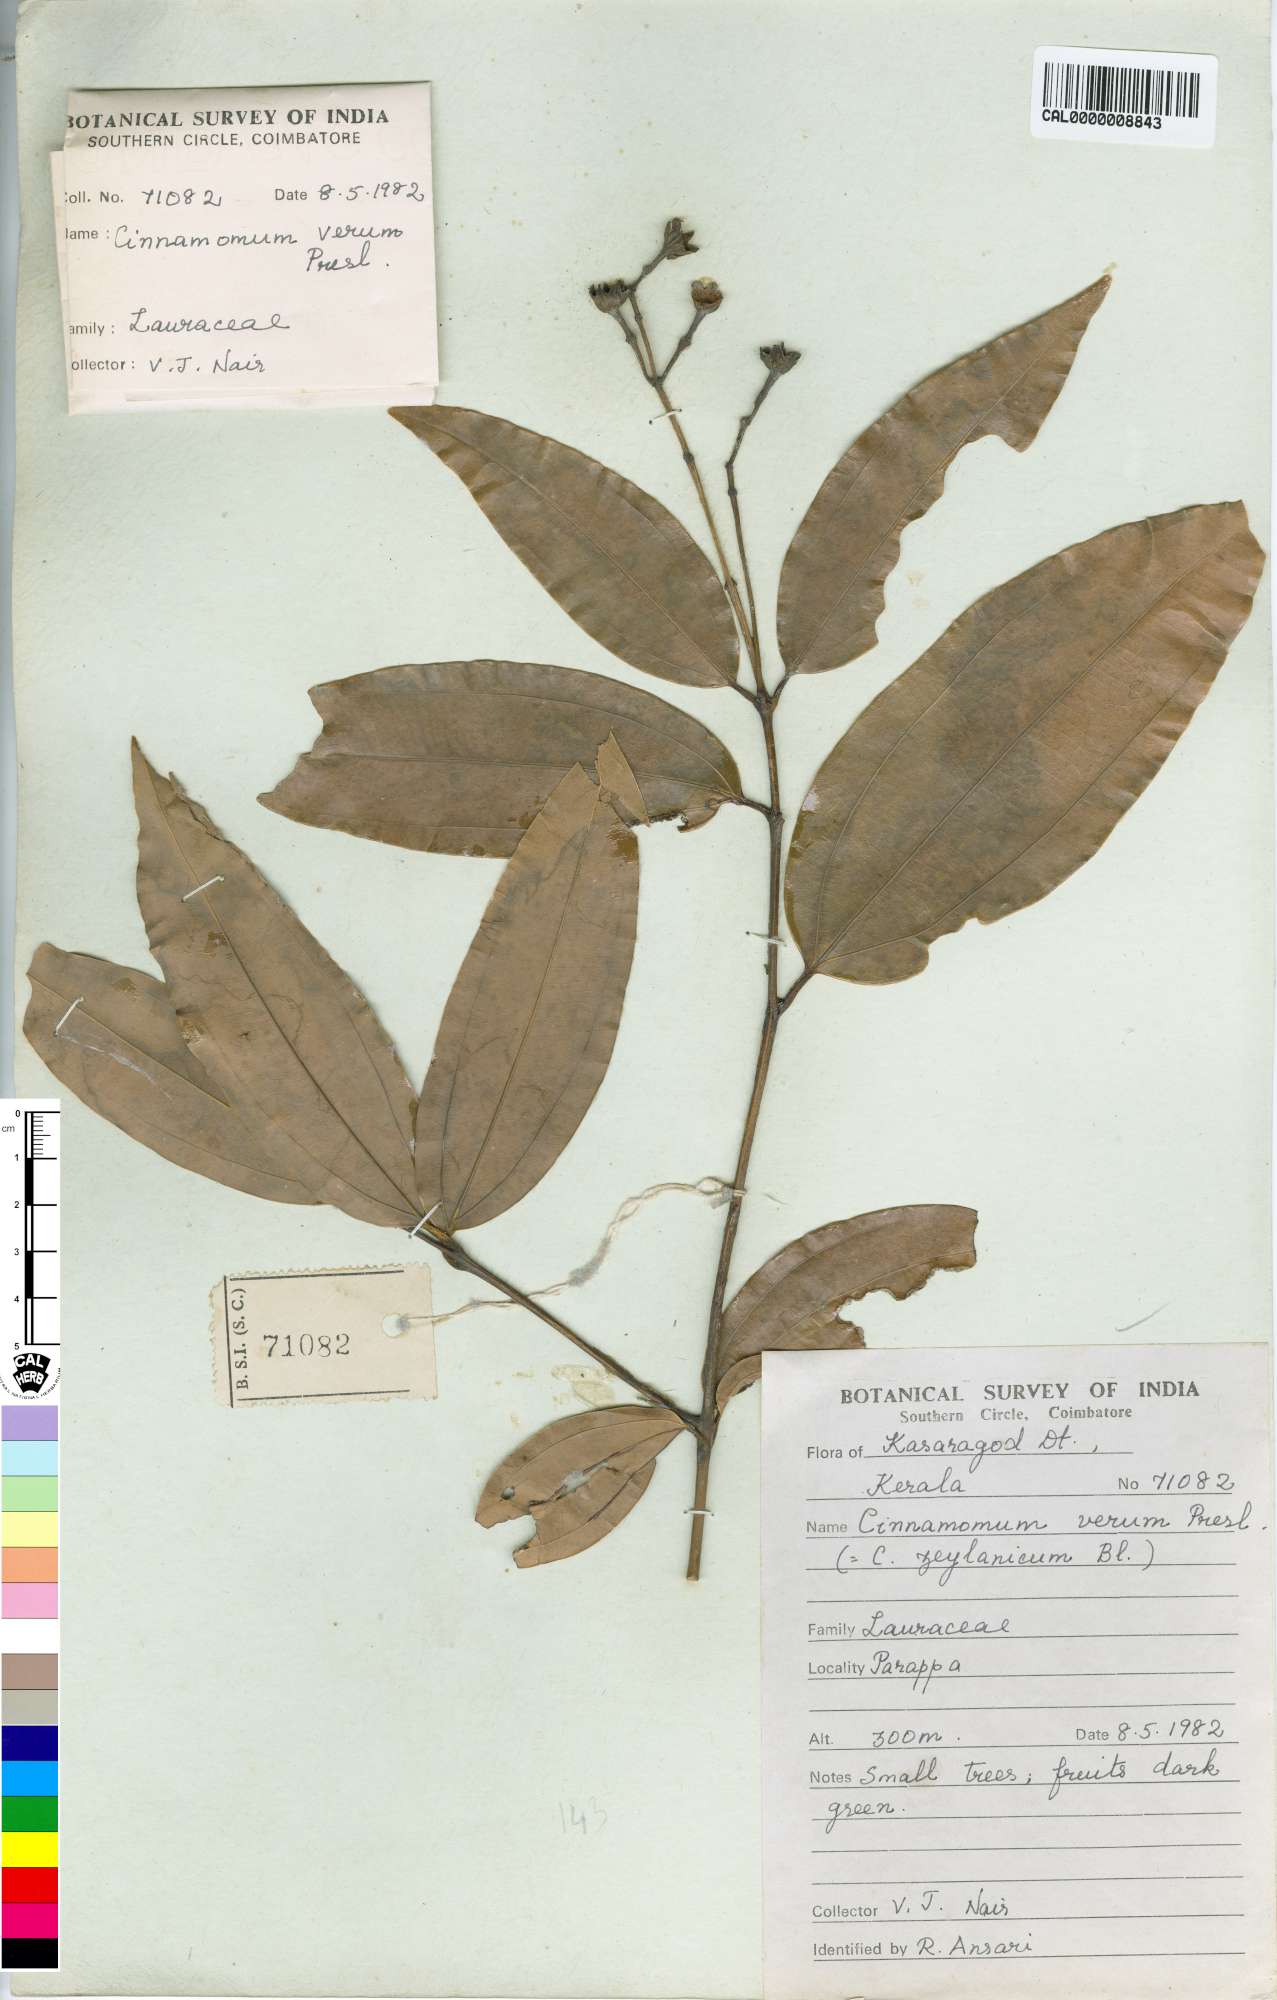 CAL0000008843
BOTANICAL SURVEY OF INDIA
SOUTHERN CIRCLE, COIMBATORE
Coll. No. 71082 Date 8.5.1982
Name : Cinnamomum verum
Presl.
Family : Lauraceae
Collector : V.J. Nair
0
cm
1
2
3
4
5
CAL
HERB
B. S.I. (S. C.)
71082
BOTANICAL SURVEY OF INDIA
Southern Circle, Coimbatore
Flora of Kasaragod Dt.,
Kerala No 71082
Name Cinnamomum verum Presl.
(= C. zeylanicum Bl.)
Family Lauraceae
Locality Parappa
Alt. 300m. Date 8.5.1982
Notes Small trees; fruits dark
green.
Collector V. J. Nair
Identified by R. Ansari
143